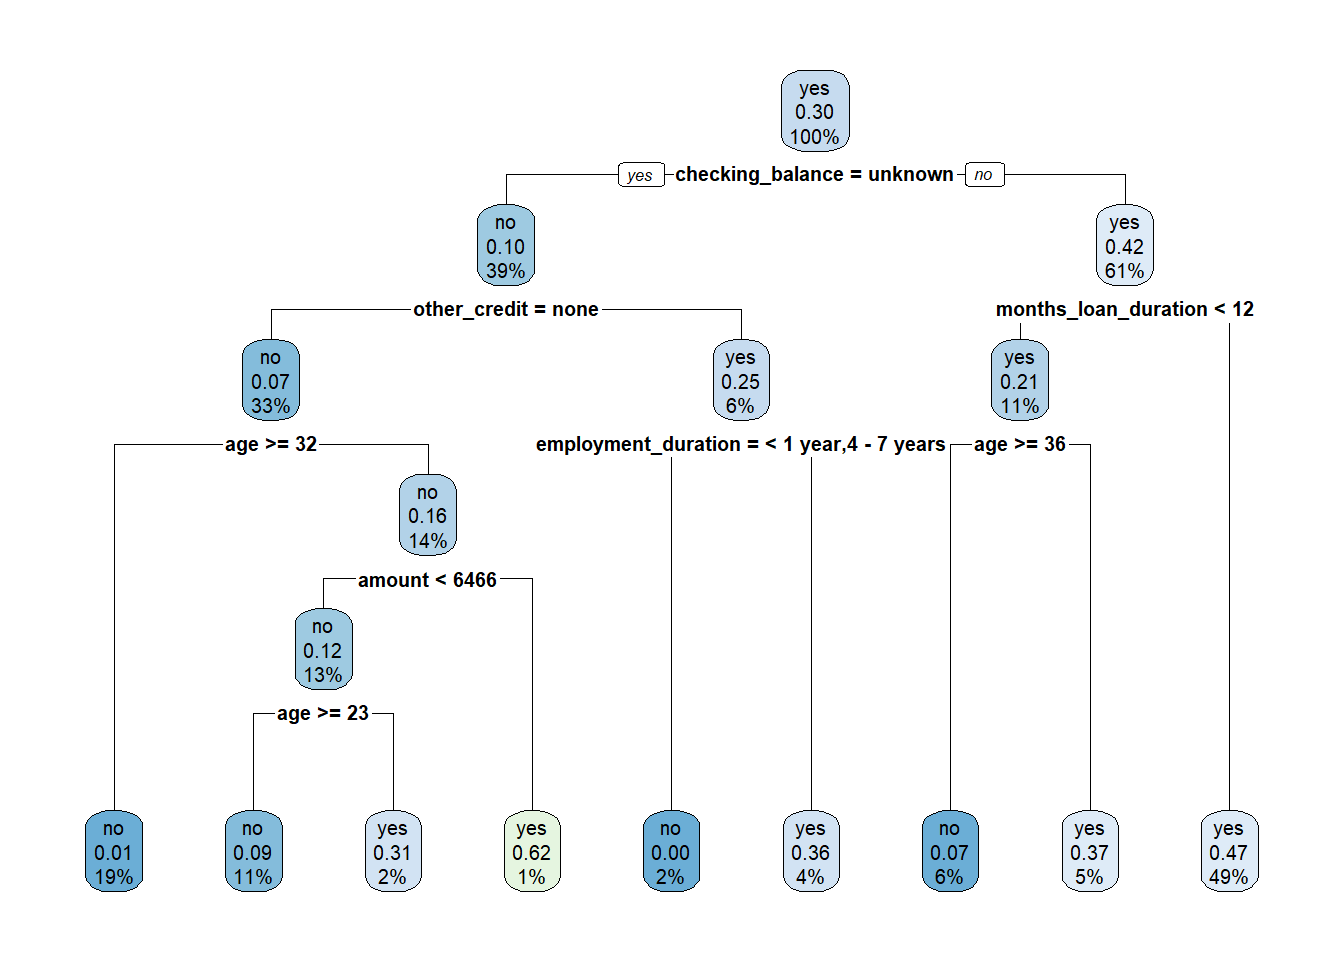 yes
0.30
100%
yes checking_balance = unknown no
no
0.10
39%
yes
0.42
61%
other_credit = none
months_loan_duration < 12
no
0.07
33%
yes
0.25
6%
yes
0.21
11%
age >= 32
employment_duration = < 1 year,4 - 7 years
age >= 36
no
0.16
14%
amount < 6466
no
0.12
13%
age >= 23
no
0.01
19%
no
0.09
11%
yes
0.31
2%
yes
0.62
1%
no
0.00
2%
yes
0.36
4%
no
0.07
6%
yes
0.37
5%
yes
0.47
49%